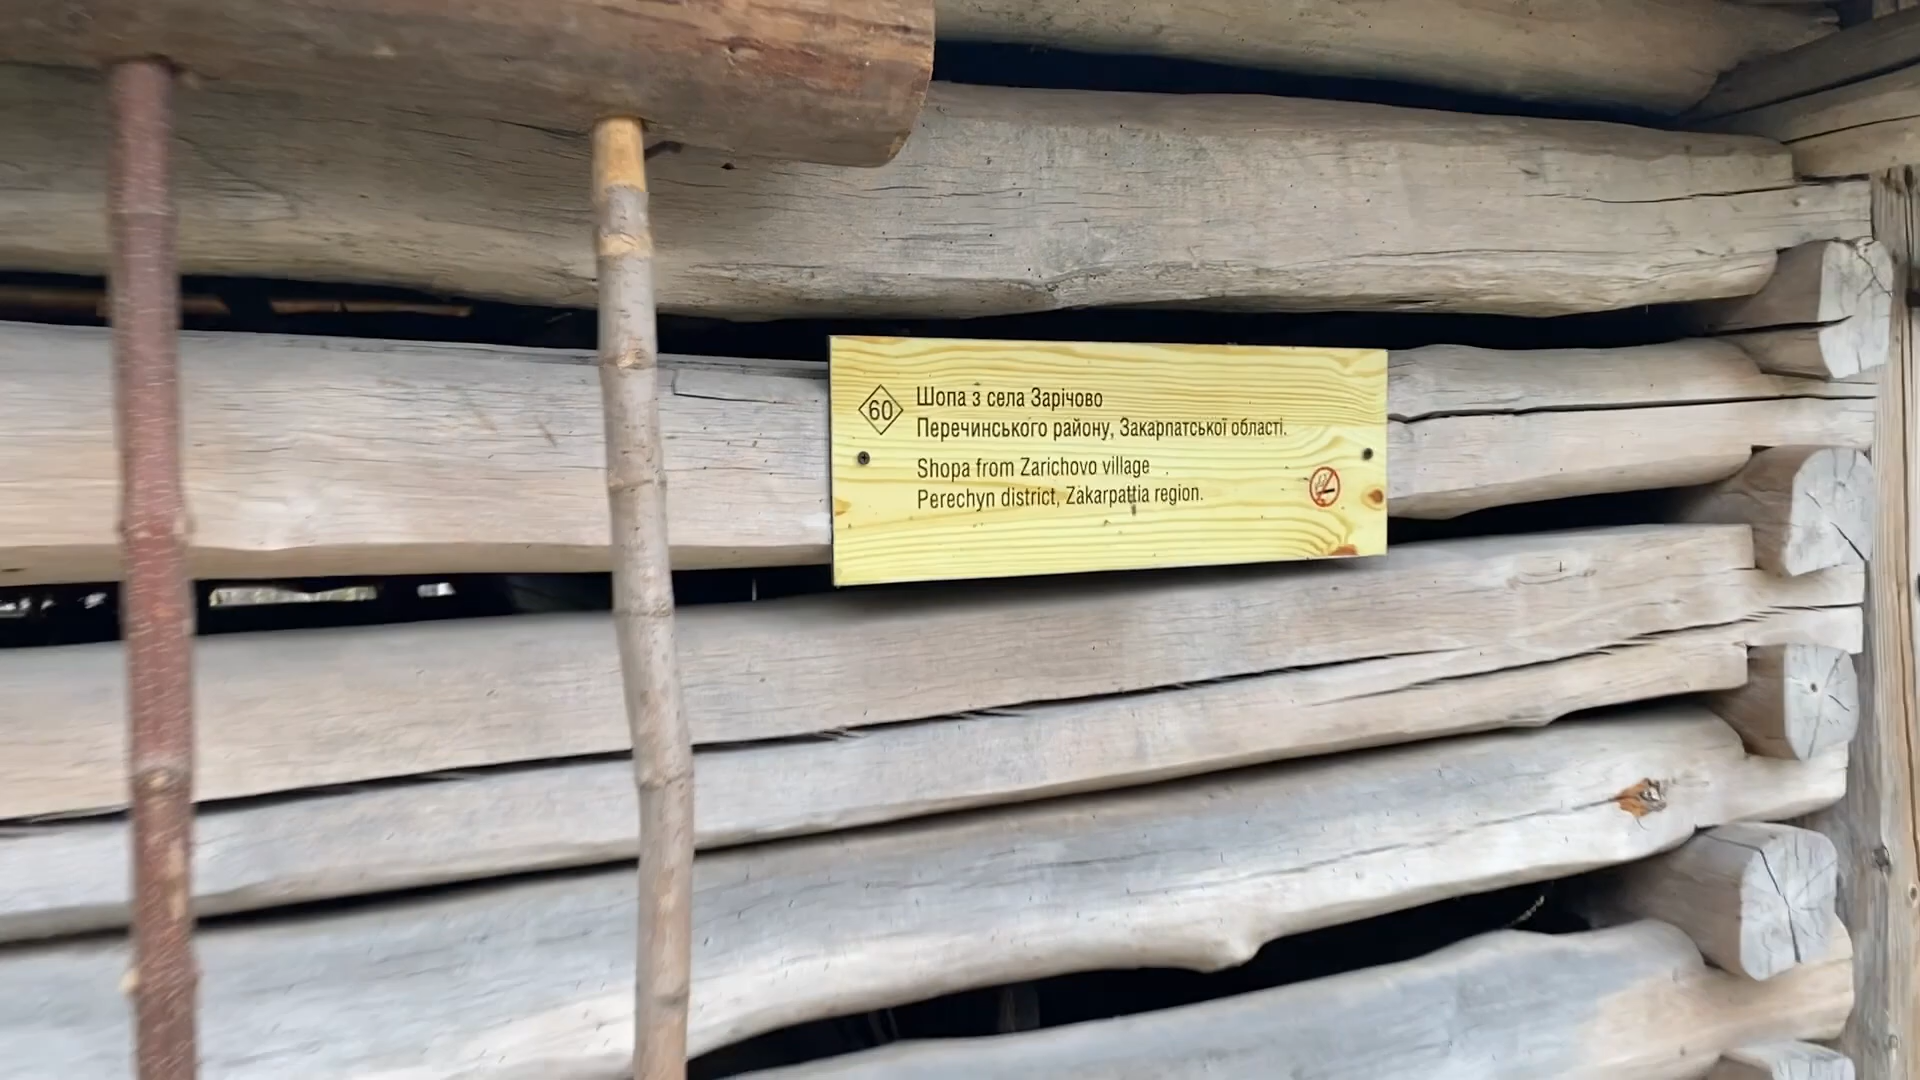 60
Шопа з села Зарічово
Перечинського району, Закарпатської області.
Shopa from Zarichovo village
Perechyn district, Zakarpattia region.